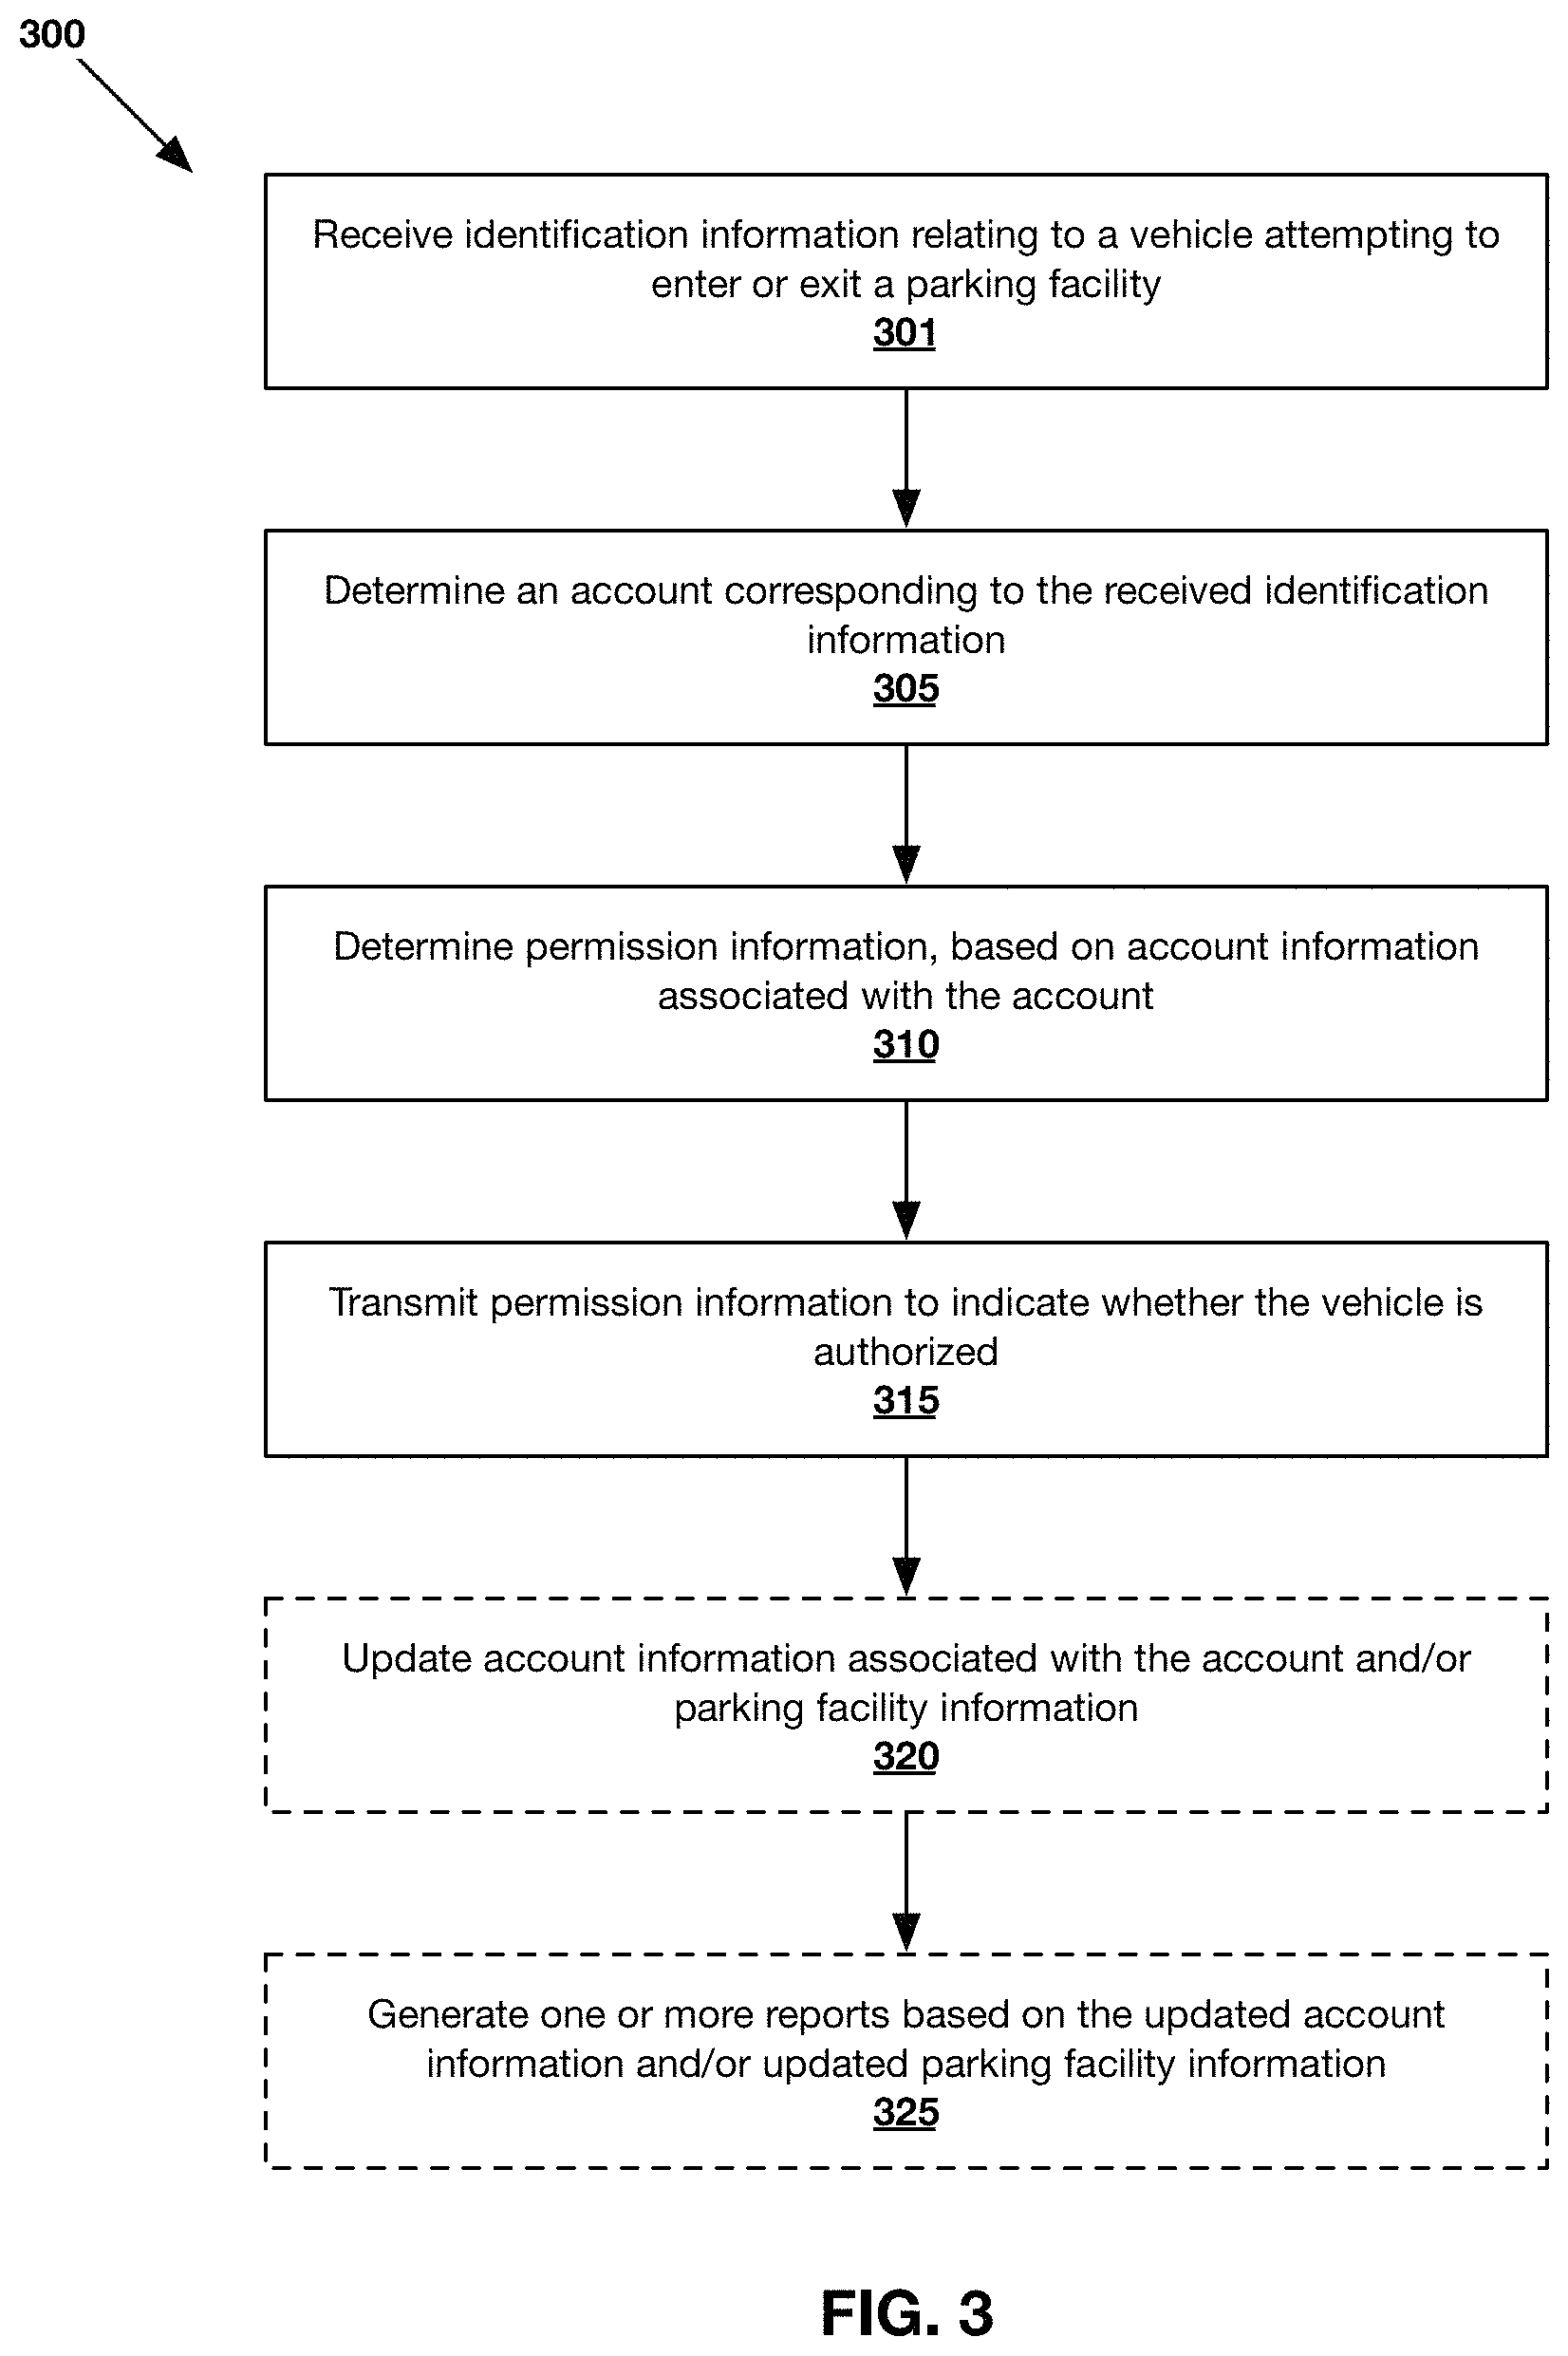 300
Receive identification information relating to a vehicle attempting to
enter or exit a parking facility
301
Determine an account corresponding to the received identification
information
305
Determine permission information, based on account information
associated with the account
310
Transmit permission information to indicate whether the vehicle is
authorized
315
Update account information associated with the account and/or
parking facility information
320
Generate one or more reports based on the updated account
information and/or updated parking facility information
325
FIG. 3